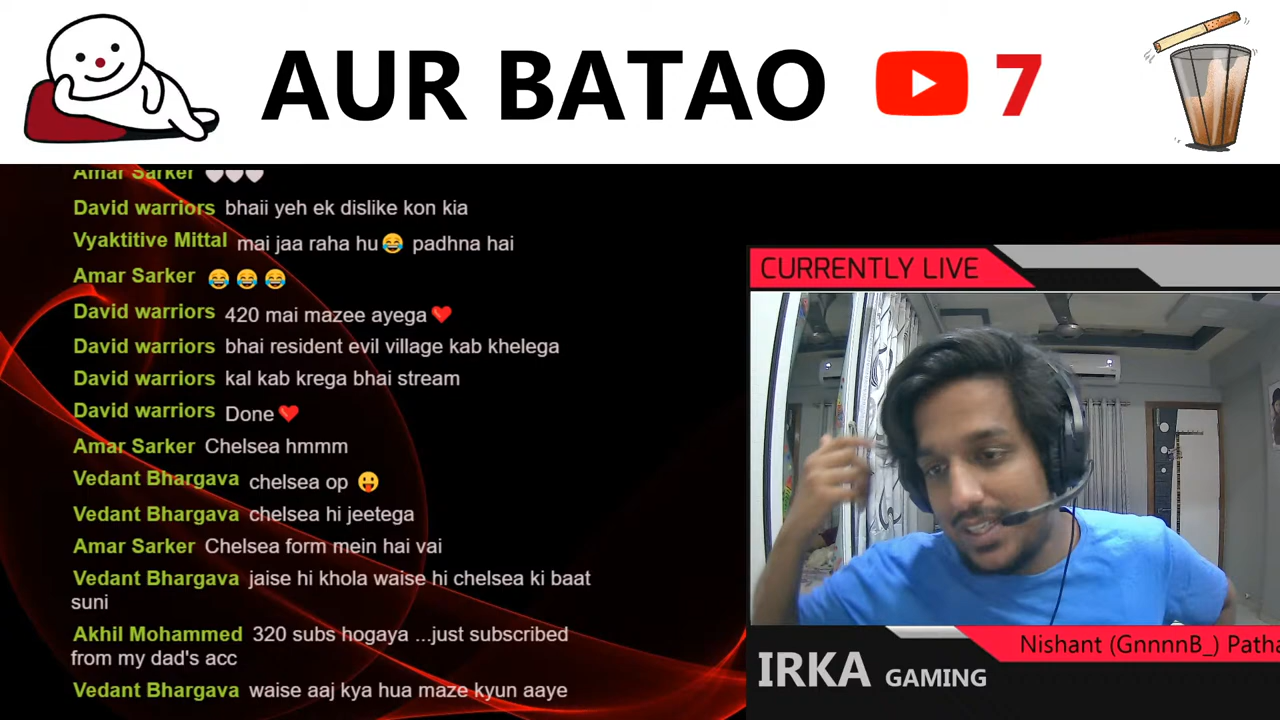 AUR BATAO 7
Amar Sarker 🤍🤍🤍
David warriors bhaii yeh ek dislike kon kia
Vyaktitive Mittal mai jaa raha hu😂 padhna hai
Amar Sarker 😂 😂 😂
David warriors 420 mai mazee ayega❤️
David warriors bhai resident evil village kab khelega
David warriors kal kab krega bhai stream
David warriors Done❤️
Amar Sarker Chelsea hmmm
Vedant Bhargava chelsea op 😛
Vedant Bhargava chelsea hi jeetega
Amar Sarker Chelsea form mein hai vai
Vedant Bhargava jaise hi khola waise hi chelsea ki baat
suni
Akhil Mohammed 320 subs hogaya ...just subscribed
from my dad's acc
Vedant Bhargava waise aaj kya hua maze kyun aaye
CURRENTLY LIVE
Nishant (GnnnnB_) Patha
IRKA GAMING